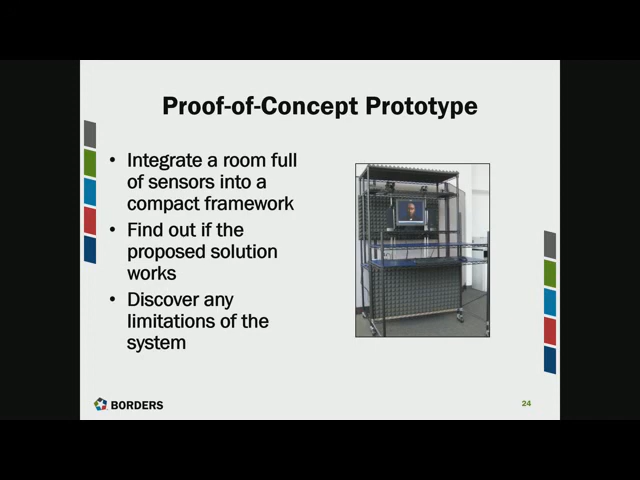 Proof-of-Concept Prototype
• Integrate a room full
of sensors into a
compact framework
• Find out if the
proposed solution
works
• Discover any
limitations of the
system
BORDERS
24